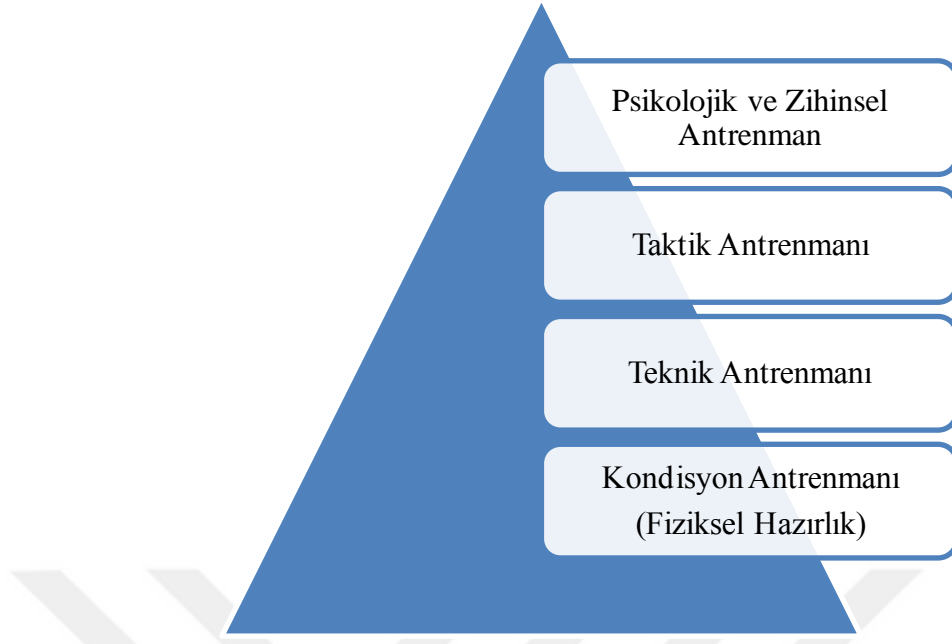 Psikolojik ve Zihinsel
Antrenman
Taktik Antrenmanı
Teknik Antrenmanı
Kondisyon Antrenmanı
(Fiziksel Hazırlık)